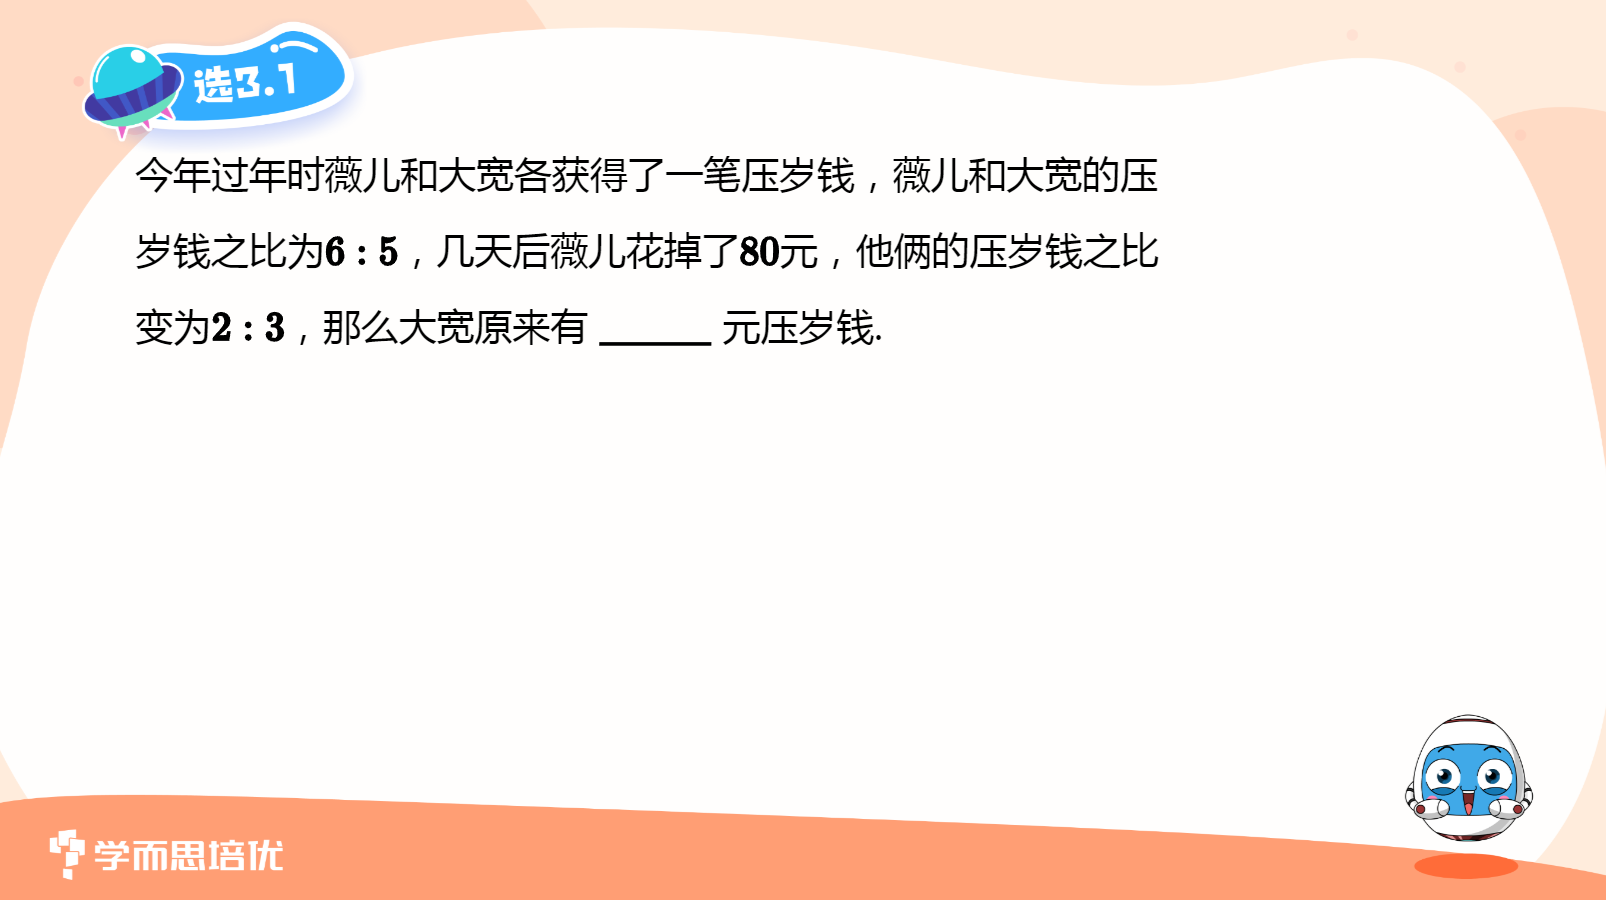 选3.1
今年过年时薇儿和大宽各获得了一笔压岁钱，薇儿和大宽的压
岁钱之比为6 : 5，几天后薇儿花掉了80元，他俩的压岁钱之比
变为2 : 3，那么大宽原来有 ______ 元压岁钱.
学而思培优